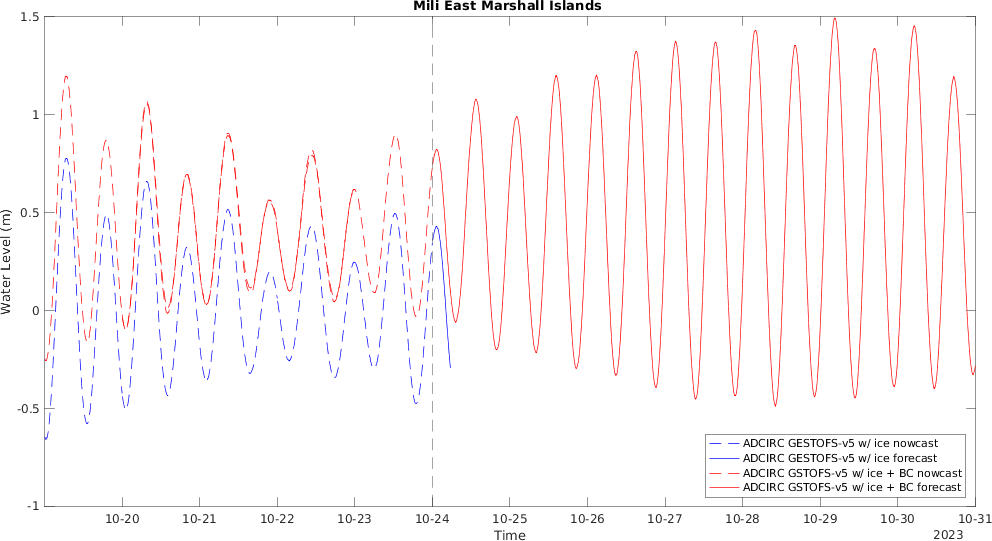 Mili East Marshall Islands
1.5
1
0.5
0
-0.5
-1
Water Level (m)
ADCIRC GESTOFS-v5 w/ ice nowcast
ADCIRC GESTOFS-v5 w/ ice forecast
ADCIRC GSTOFS-v5 w/ ice + BC nowcast
ADCIRC GSTOFS-v5 w/ ice + BC forecast
10-20 10-21 10-22 10-23 10-24 10-25 10-26 10-27 10-28 10-29 10-30 10-31
Time
2023